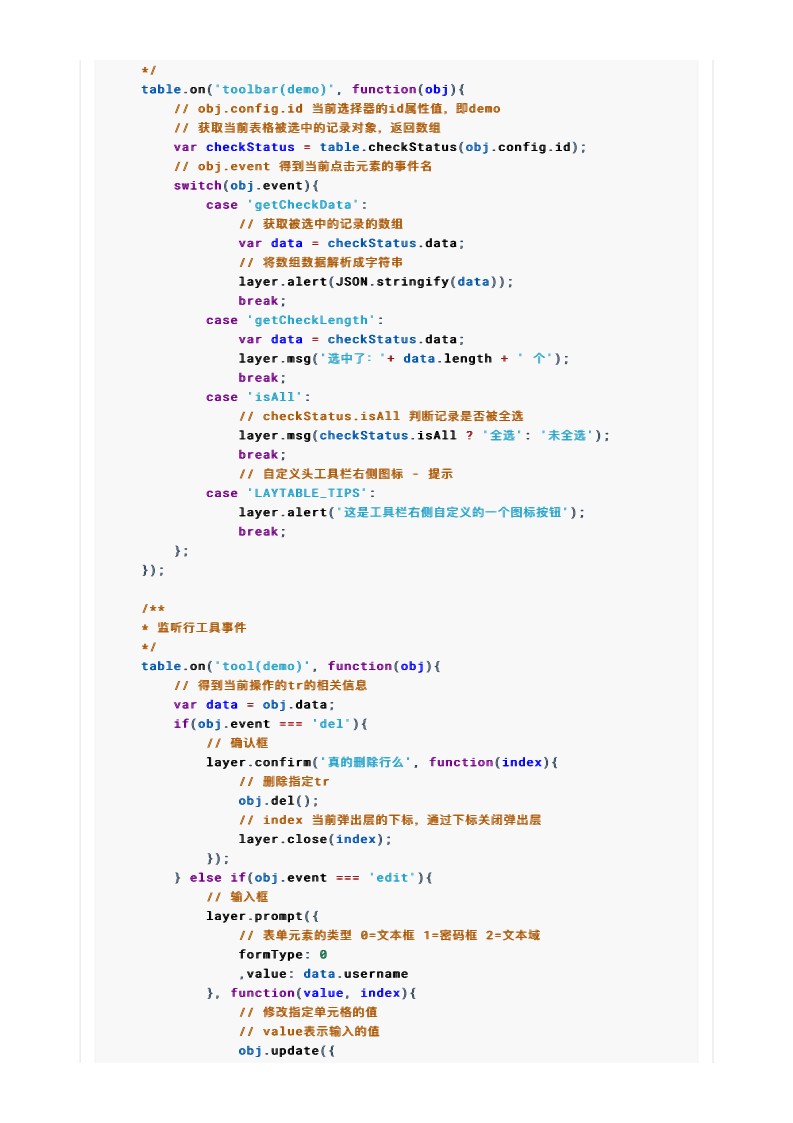 */
table.on('toolbar(demo)', function(obj){
// obj.config.id 当前选择器的id属性值，即demo
// 获取当前表格被选中的记录对象，返回数组
var checkStatus = table.checkStatus(obj.config.id);
// obj.event 得到当前点击元素的事件名
switch(obj.event){
case 'getCheckData':
// 获取被选中的记录的数组
var data = checkStatus.data;
// 将数组数据解析成字符串
layer.alert(JSON.stringify(data));
break;
case 'getCheckLength':
var data = checkStatus.data;
layer.msg('选中了：'+ data.length + ' 个');
break;
case 'isAll':
// checkStatus.isAll 判断记录是否被全选
layer.msg(checkStatus.isAll ? '全选': '未全选');
break;
// 自定义头工具栏右侧图标 - 提示
case 'LAYTABLE_TIPS':
layer.alert('这是工具栏右侧自定义的一个图标按钮');
break;
};
});
/**
* 监听行工具事件
*/
table.on('tool(demo)', function(obj){
// 得到当前操作的tr的相关信息
var data = obj.data;
if(obj.event === 'del'){
// 确认框
layer.confirm('真的删除行么', function(index){
// 删除指定tr
obj.del();
// index 当前弹出层的下标，通过下标关闭弹出层
layer.close(index);
});
} else if(obj.event === 'edit'){
// 输入框
layer.prompt({
// 表单元素的类型 0=文本框 1=密码框 2=文本域
formType: 0
,value: data.username
}, function(value, index){
// 修改指定单元格的值
// value表示输入的值
obj.update({